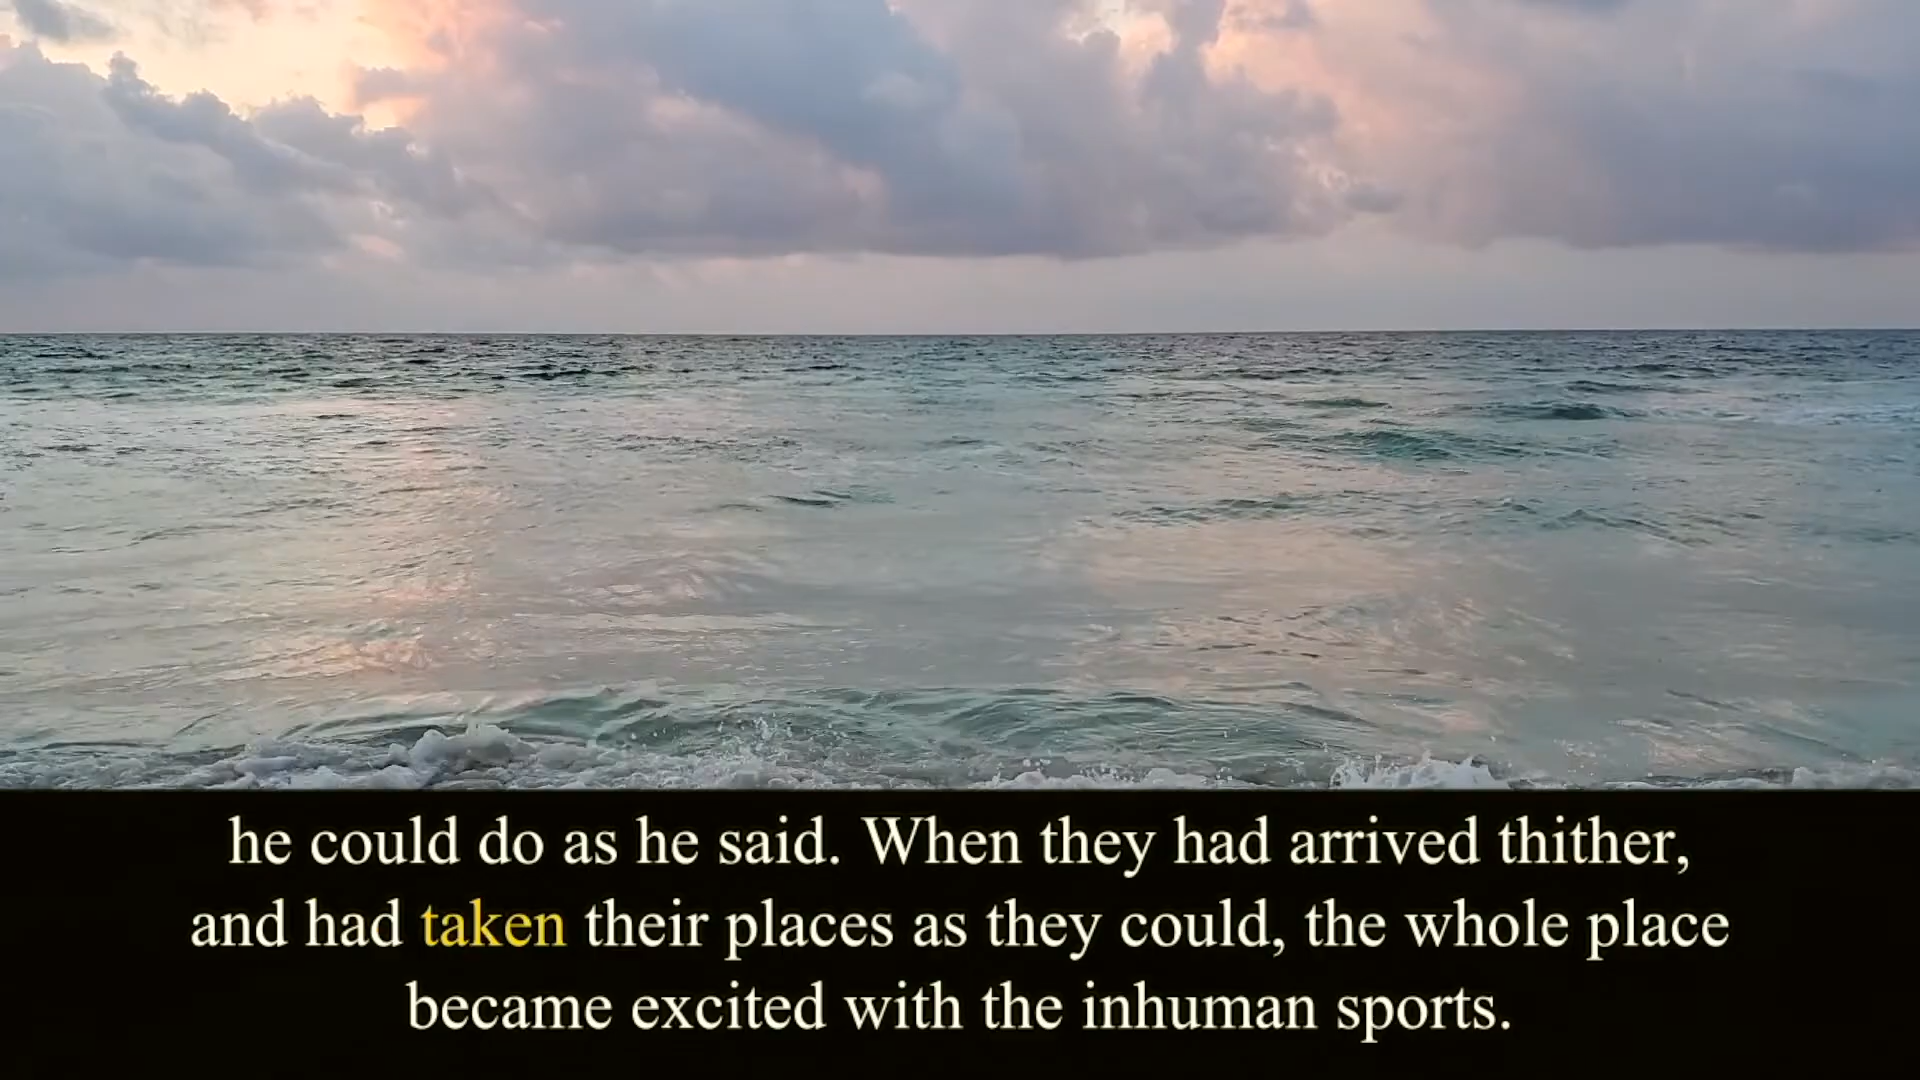 he could do as he said. When they had arrived thither,
and had taken their places as they could, the whole place
became excited with the inhuman sports.